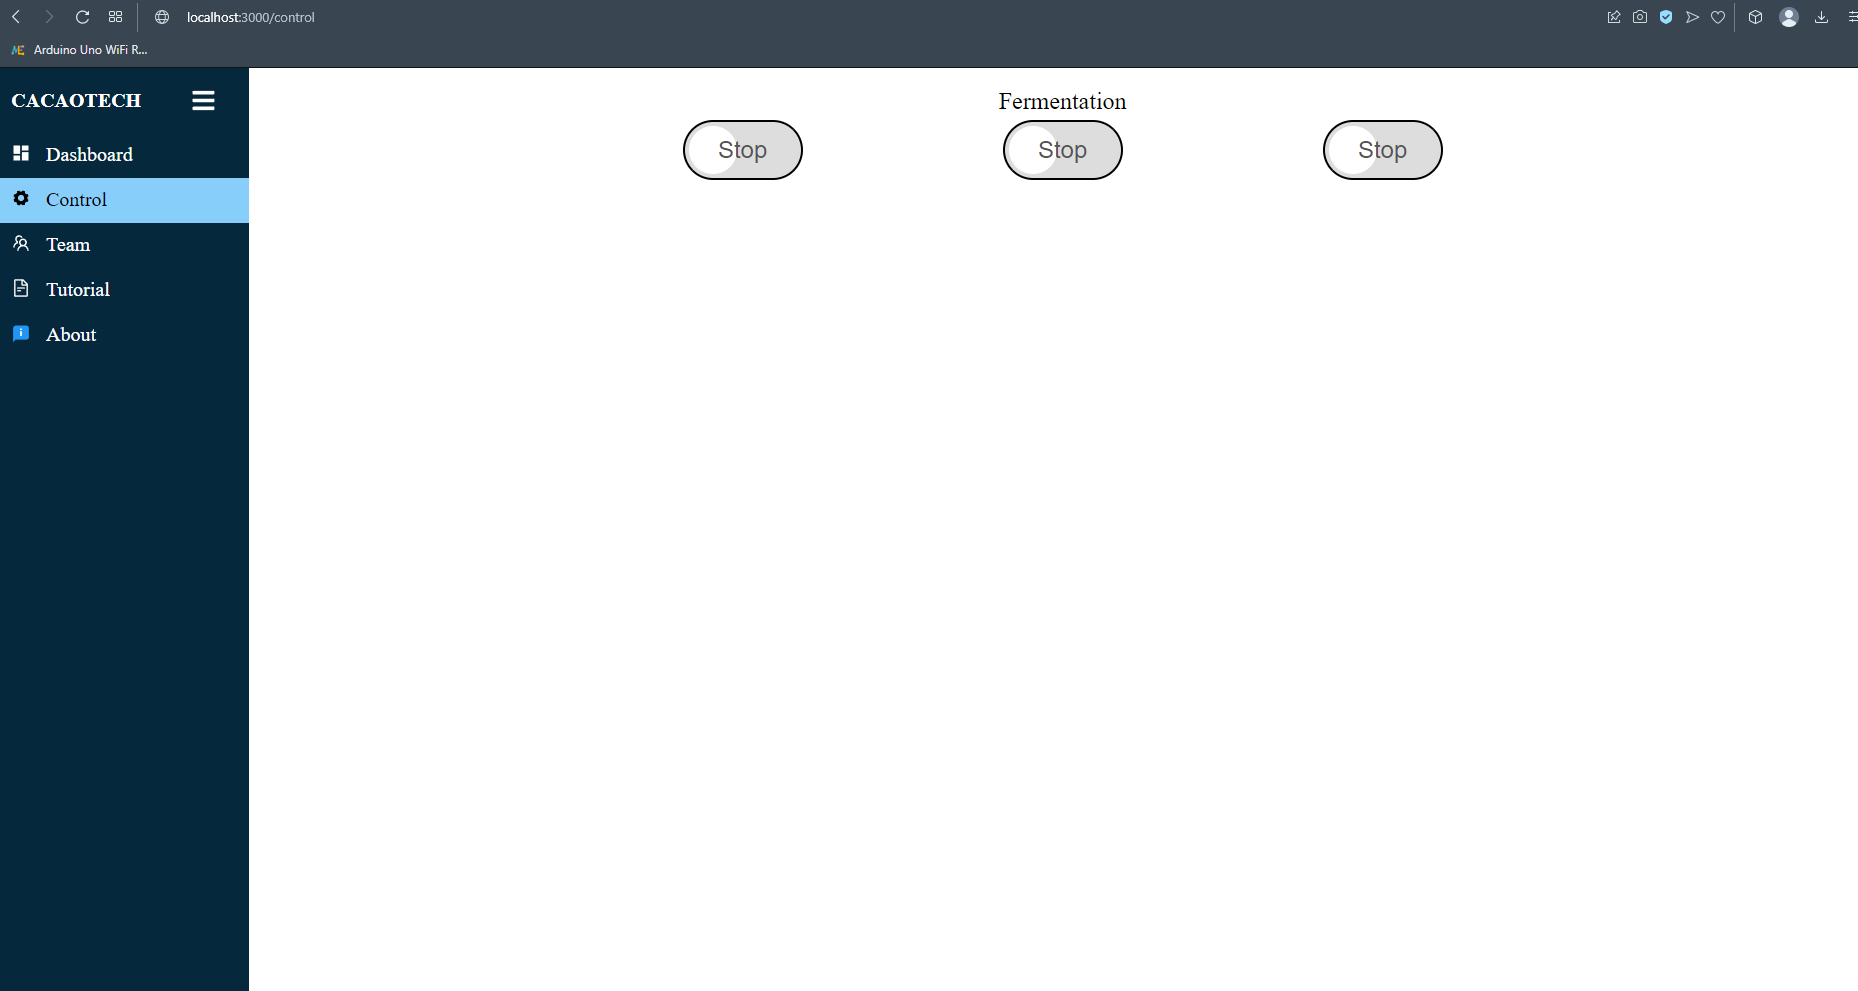 localhost:3000/control
Arduino Uno WiFi R...
CACAOTECH
Dashboard
Control
Team
Tutorial
About
Fermentation
Stop Stop Stop